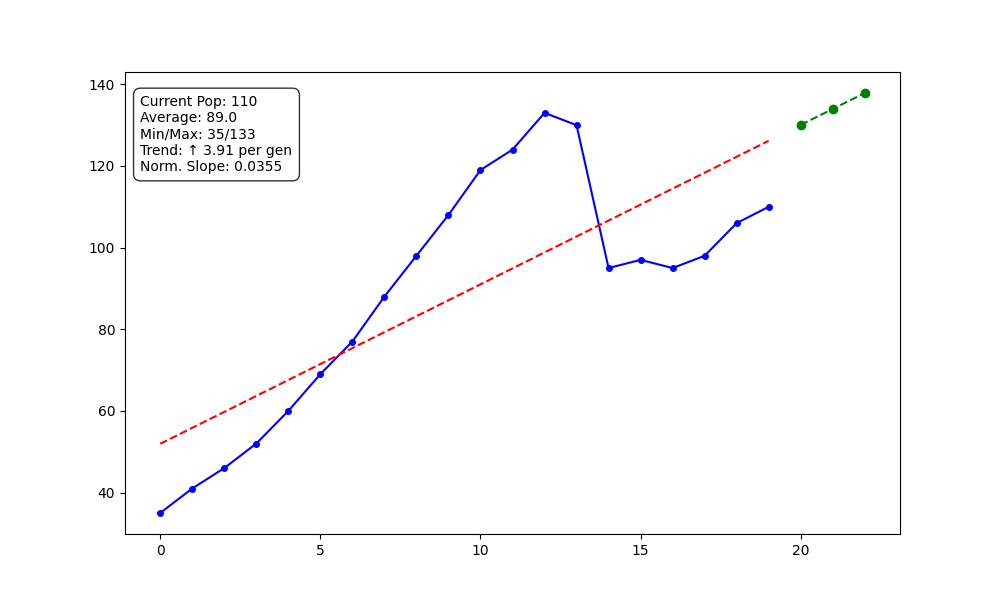 Current Pop: 110
Average: 89.0
Min/Max: 35/133
Trend: ↑ 3.91 per gen
Norm. Slope: 0.0355
140
120
100
80
60
40
0 5 10 15 20